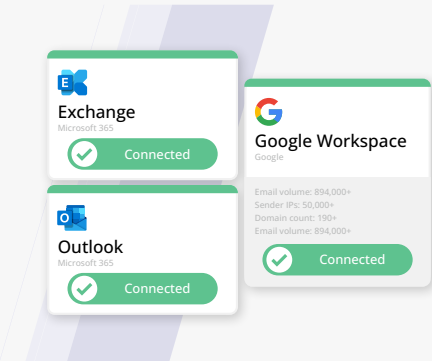 Exchange
Microsoft 365
Connected
Outlook
Microsoft 365
Connected
Google Workspace
Google
Email volume: 894,000+
Sender IPs: 50,000+
Domain count: 190+
Email volume: 894,000+
Connected